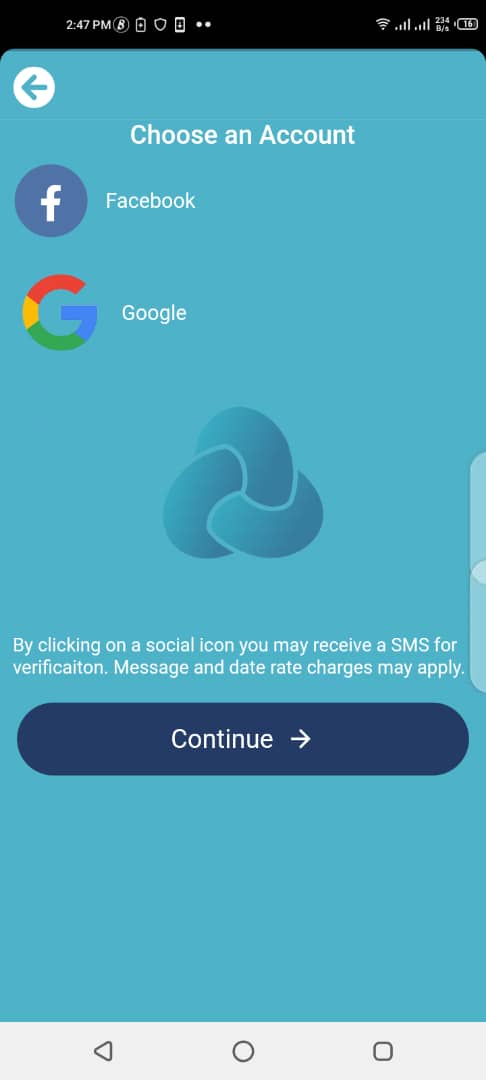 2:47 PM
234
B/s
16
Choose an Account
Facebook
Google
By clicking on a social icon you may receive a SMS for
verificaiton. Message and date rate charges may apply.
Continue